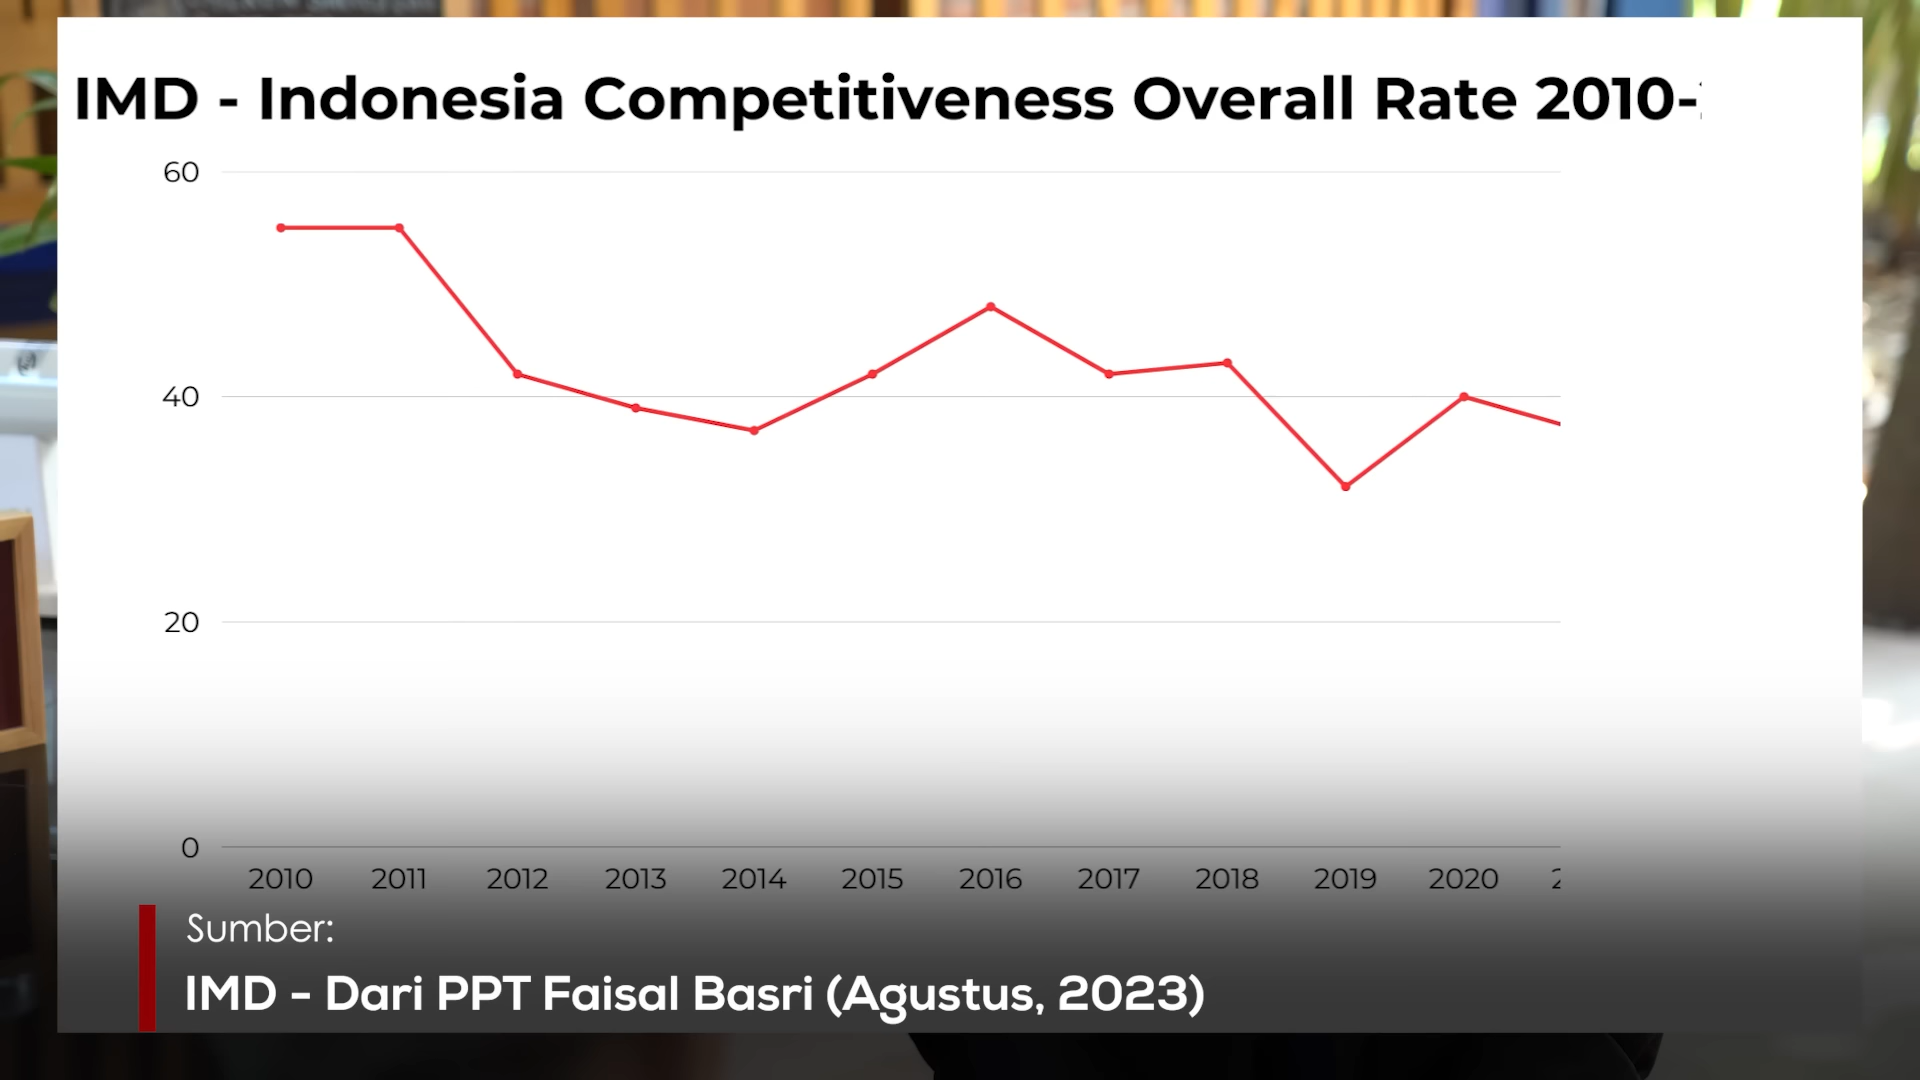 IMD - Indonesia Competitiveness Overall Rate 2010-
60
40
20
0
2010 2011 2012 2013 2014 2015 2016 2017 2018 2019 2020
Sumber:
IMD - Dari PPT Faisal Basri (Agustus, 2023)